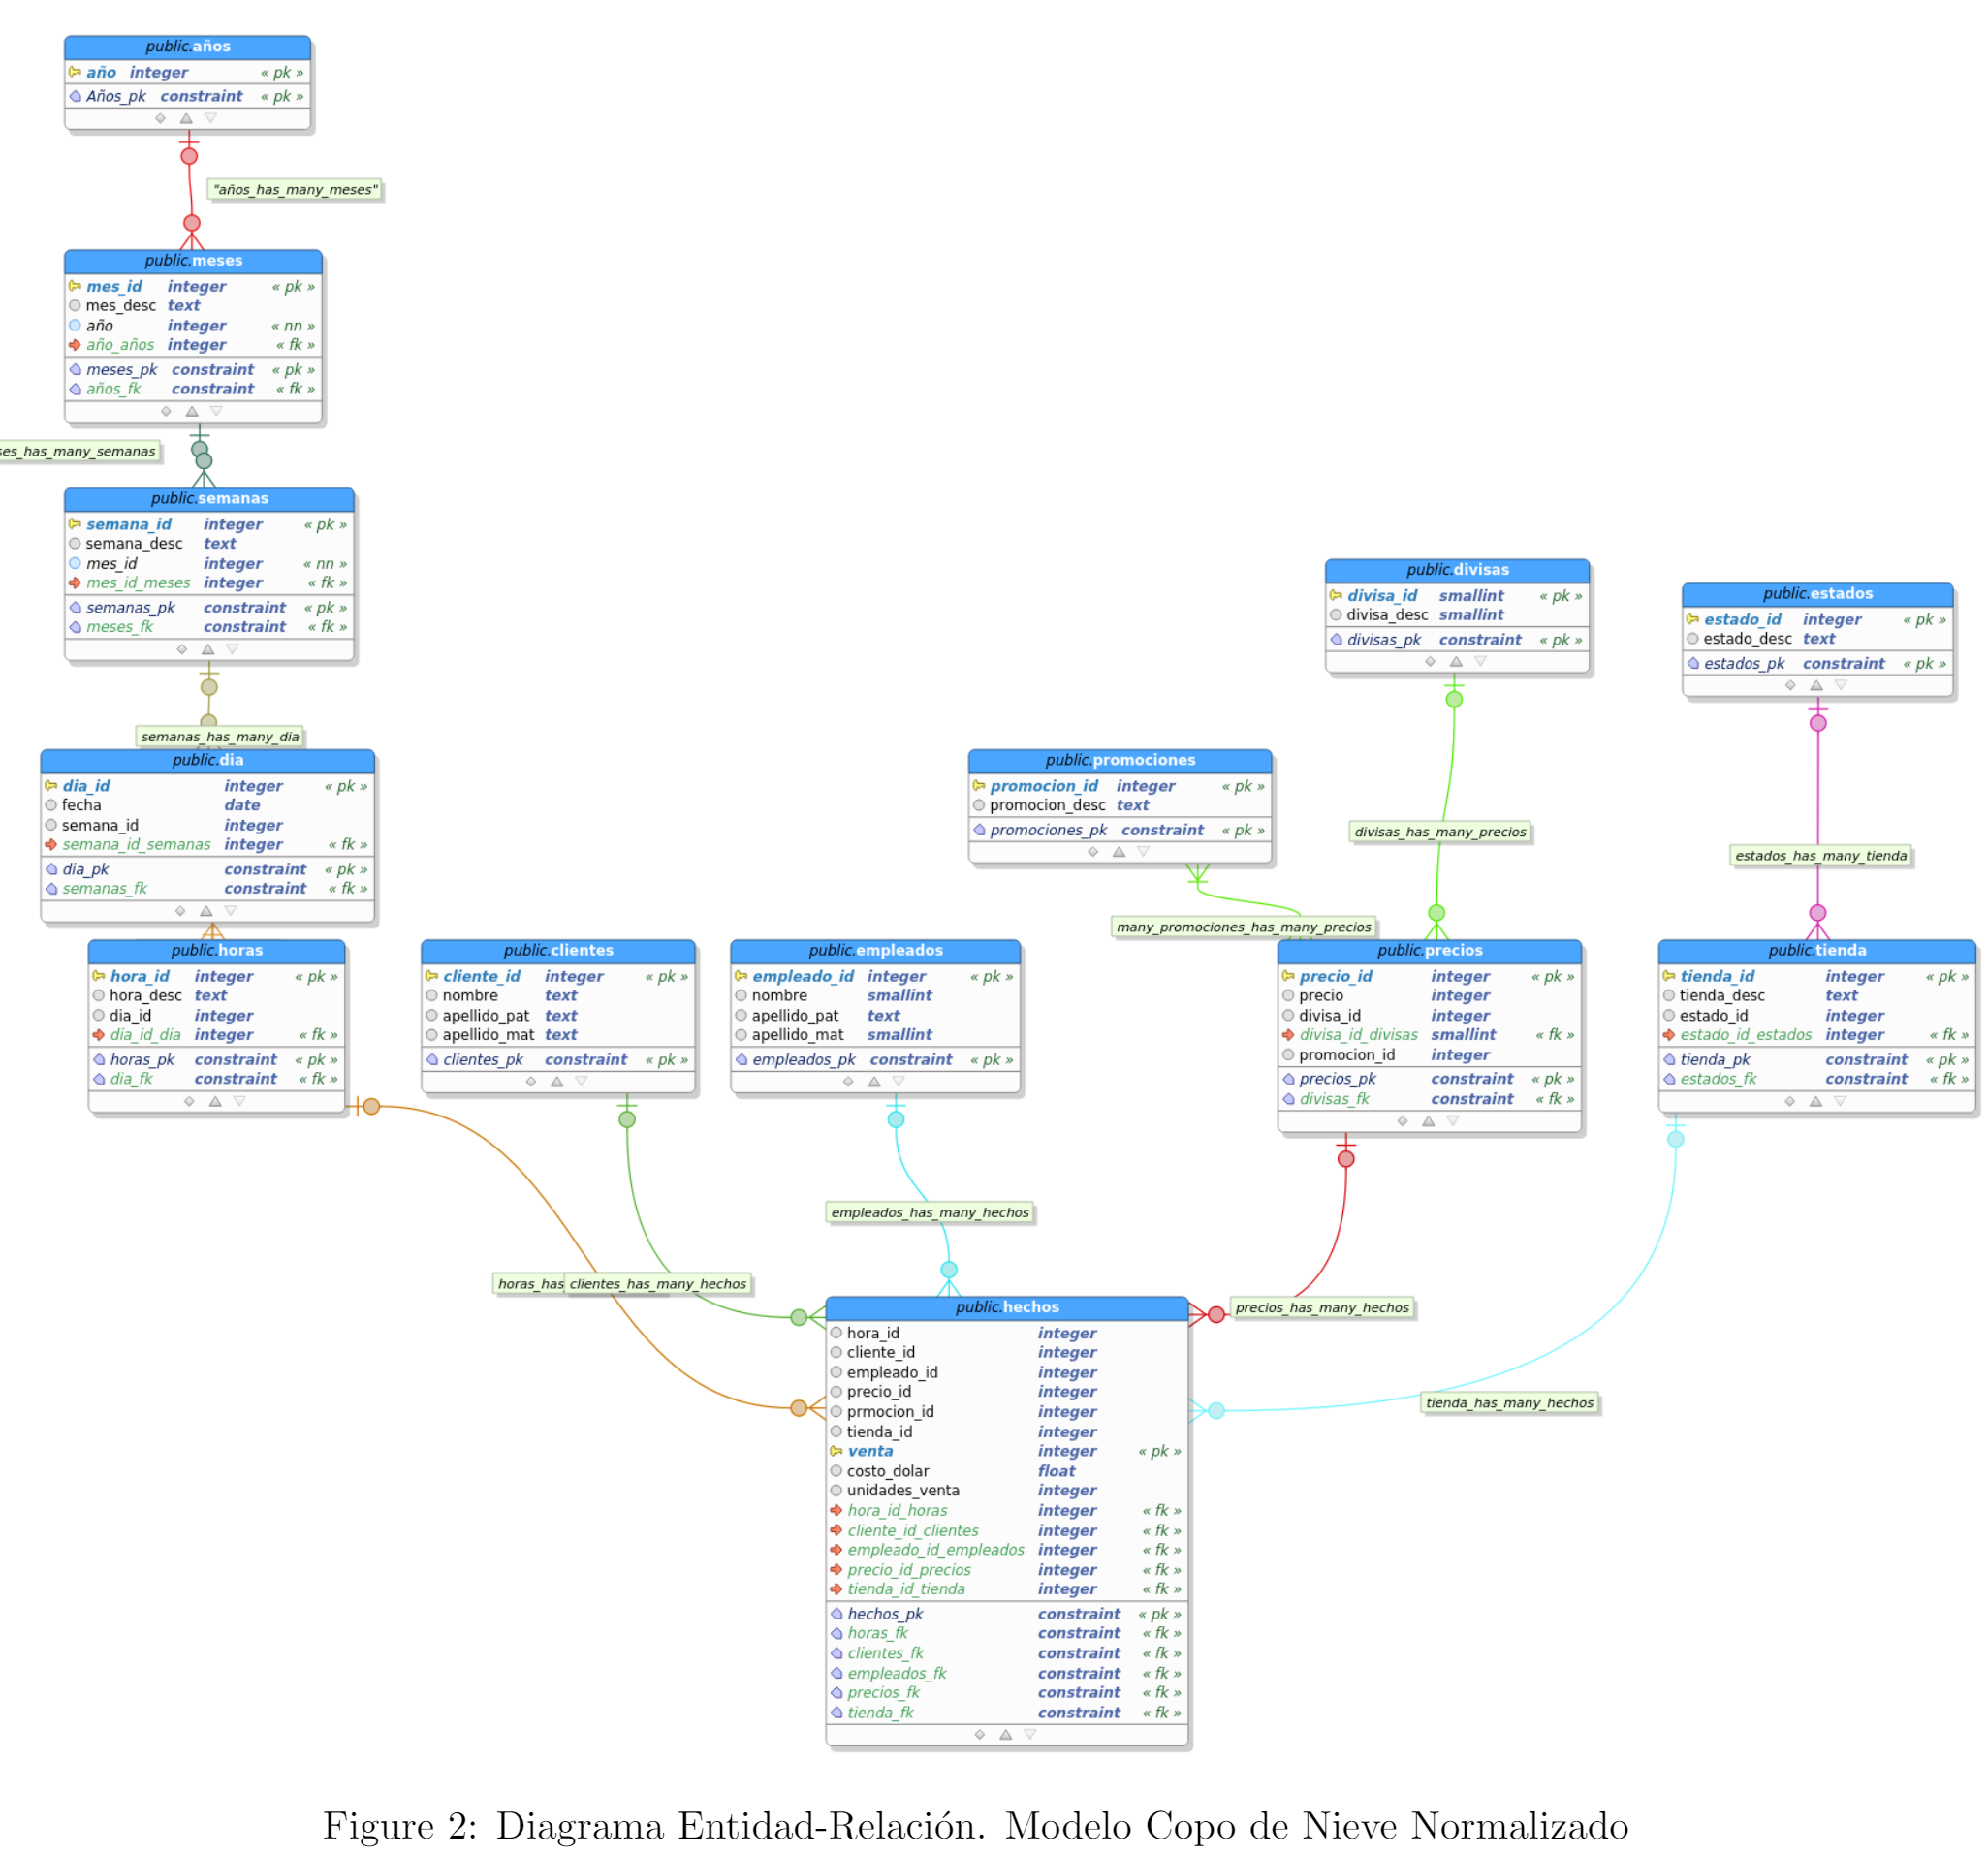 public.años
año integer « pk »
Años_pk constraint « pk »
"años_has_many_meses"
public.meses
mes_id integer « pk »
mes_desc text
año integer « nn »
año_años integer « fk »
meses_pk constraint « pk »
años_fk constraint « fk »
ses_has_many_semanas
public.semanas
semana_id integer « pk »
semana_desc text
mes_id integer « nn »
mes_id_meses integer « fk »
semanas_pk constraint « pk »
meses_fk constraint « fk »
semanas_has_many_dia
public.dia
dia_id integer « pk »
fecha date
semana_id integer
semana_id_semanas integer « fk »
dia_pk constraint « pk »
semanas_fk constraint « fk »
public.horas
hora_id integer « pk »
hora_desc text
dia_id integer
dia_id_dia integer « fk »
horas_pk constraint « pk »
dia_fk constraint « fk »
public.clientes
cliente_id integer « pk »
nombre text
apellido_pat text
apellido_mat text
clientes_pk constraint « pk »
public.empleados
empleado_id integer « pk »
nombre smallint
apellido_pat text
apellido_mat smallint
empleados_pk constraint « pk »
public.promociones
promocion_id integer « pk »
promocion_desc text
promociones_pk constraint « pk »
many_promociones_has_many_precios
public.divisas
divisa_id smallint « pk »
divisa_desc smallint
divisas_pk constraint « pk »
divisas_has_many_precios
public.precios
precio_id integer « pk »
precio integer
divisa_id integer
divisa_id_divisas smallint « fk »
promocion_id integer
precios_pk constraint « pk »
divisas_fk constraint « fk »
public.estados
estado_id integer « pk »
estado_desc text
estados_pk constraint « pk »
estados_has_many_tienda
public.tienda
tienda_id integer « pk »
tienda_desc text
estado_id integer
estado_id_estados integer « fk »
tienda_pk constraint « pk »
estados_fk constraint « fk »
empleados_has_many_hechos
horas_has
clientes_has_many_hechos
precios_has_many_hechos
tienda_has_many_hechos
public.hechos
hora_id integer
cliente_id integer
empleado_id integer
precio_id integer
prmocion_id integer
tienda_id integer
venta integer « pk »
costo_dolar float
unidades_venta integer
hora_id_horas integer « fk »
cliente_id_clientes integer « fk »
empleado_id_empleados integer « fk »
precio_id_precios integer « fk »
tienda_id_tienda integer « fk »
hechos_pk constraint « pk »
horas_fk constraint « fk »
clientes_fk constraint « fk »
empleados_fk constraint « fk »
precios_fk constraint « fk »
tienda_fk constraint « fk »
Figure 2: Diagrama Entidad-Relación. Modelo Copo de Nieve Normalizado